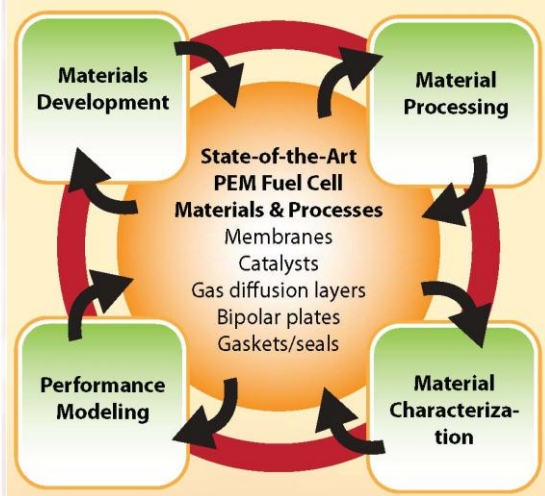 Materials
Development
Material
Processing
State-of-the-Art
PEM Fuel Cell
Materials & Processes
Membranes
Catalysts
Gas diffusion layers
Bipolar plates
Gaskets/seals
Performance
Modeling
Material
Characteriza-
tion